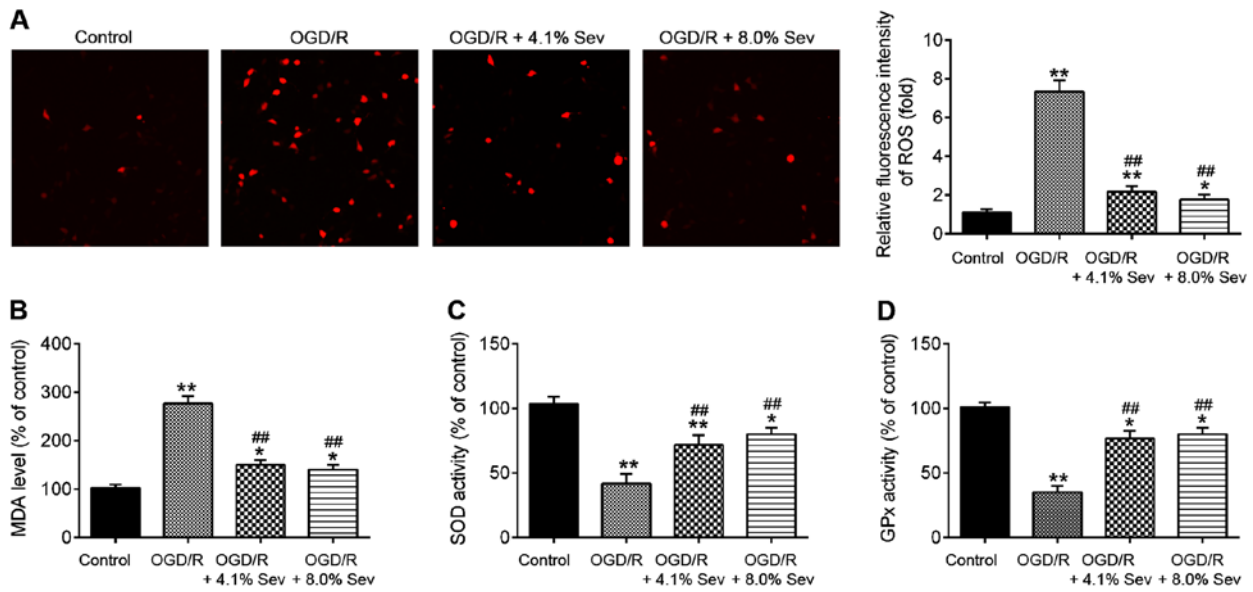 A
Control
OGD/R
OGD/R + 4.1% Sev
OGD/R + 8.0% Sev
Relative fluorescence intensity
of ROS (fold)
10
8
6
4
2
0
**
##
**
##
*
Control
OGD/R
OGD/R
+ 4.1% Sev
OGD/R
+ 8.0% Sev
B
MDA level (% of control)
400
300
200
100
0
**
##
*
##
*
Control
OGD/R
OGD/R
+ 4.1% Sev
OGD/R
+ 8.0% Sev
C
SOD activity (% of control)
150
100
50
0
**
##
**
##
*
Control
OGD/R
OGD/R
+ 4.1% Sev
OGD/R
+ 8.0% Sev
D
GPx activity (% of control)
150
100
50
0
**
##
*
##
*
Control
OGD/R
OGD/R
+ 4.1% Sev
OGD/R
+ 8.0% Sev